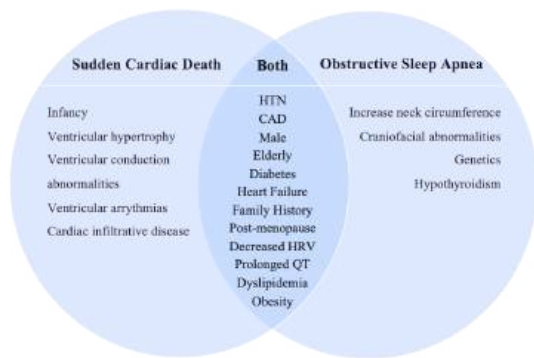 Sudden Cardiac Death
Both
Obstructive Sleep Apnea
Infancy
Ventricular hypertrophy
Ventricular conduction
abnormalities
Ventricular arrythmias
Cardiac infiltrative disease
HTN
CAD
Male
Elderly
Diabetes
Heart Failure
Family History
Post-menopause
Decreased HRV
Prolonged QT
Dyslipidemia
Obesity
Increase neck circumference
Craniofacial abnormalities
Genetics
Hypothyroidism